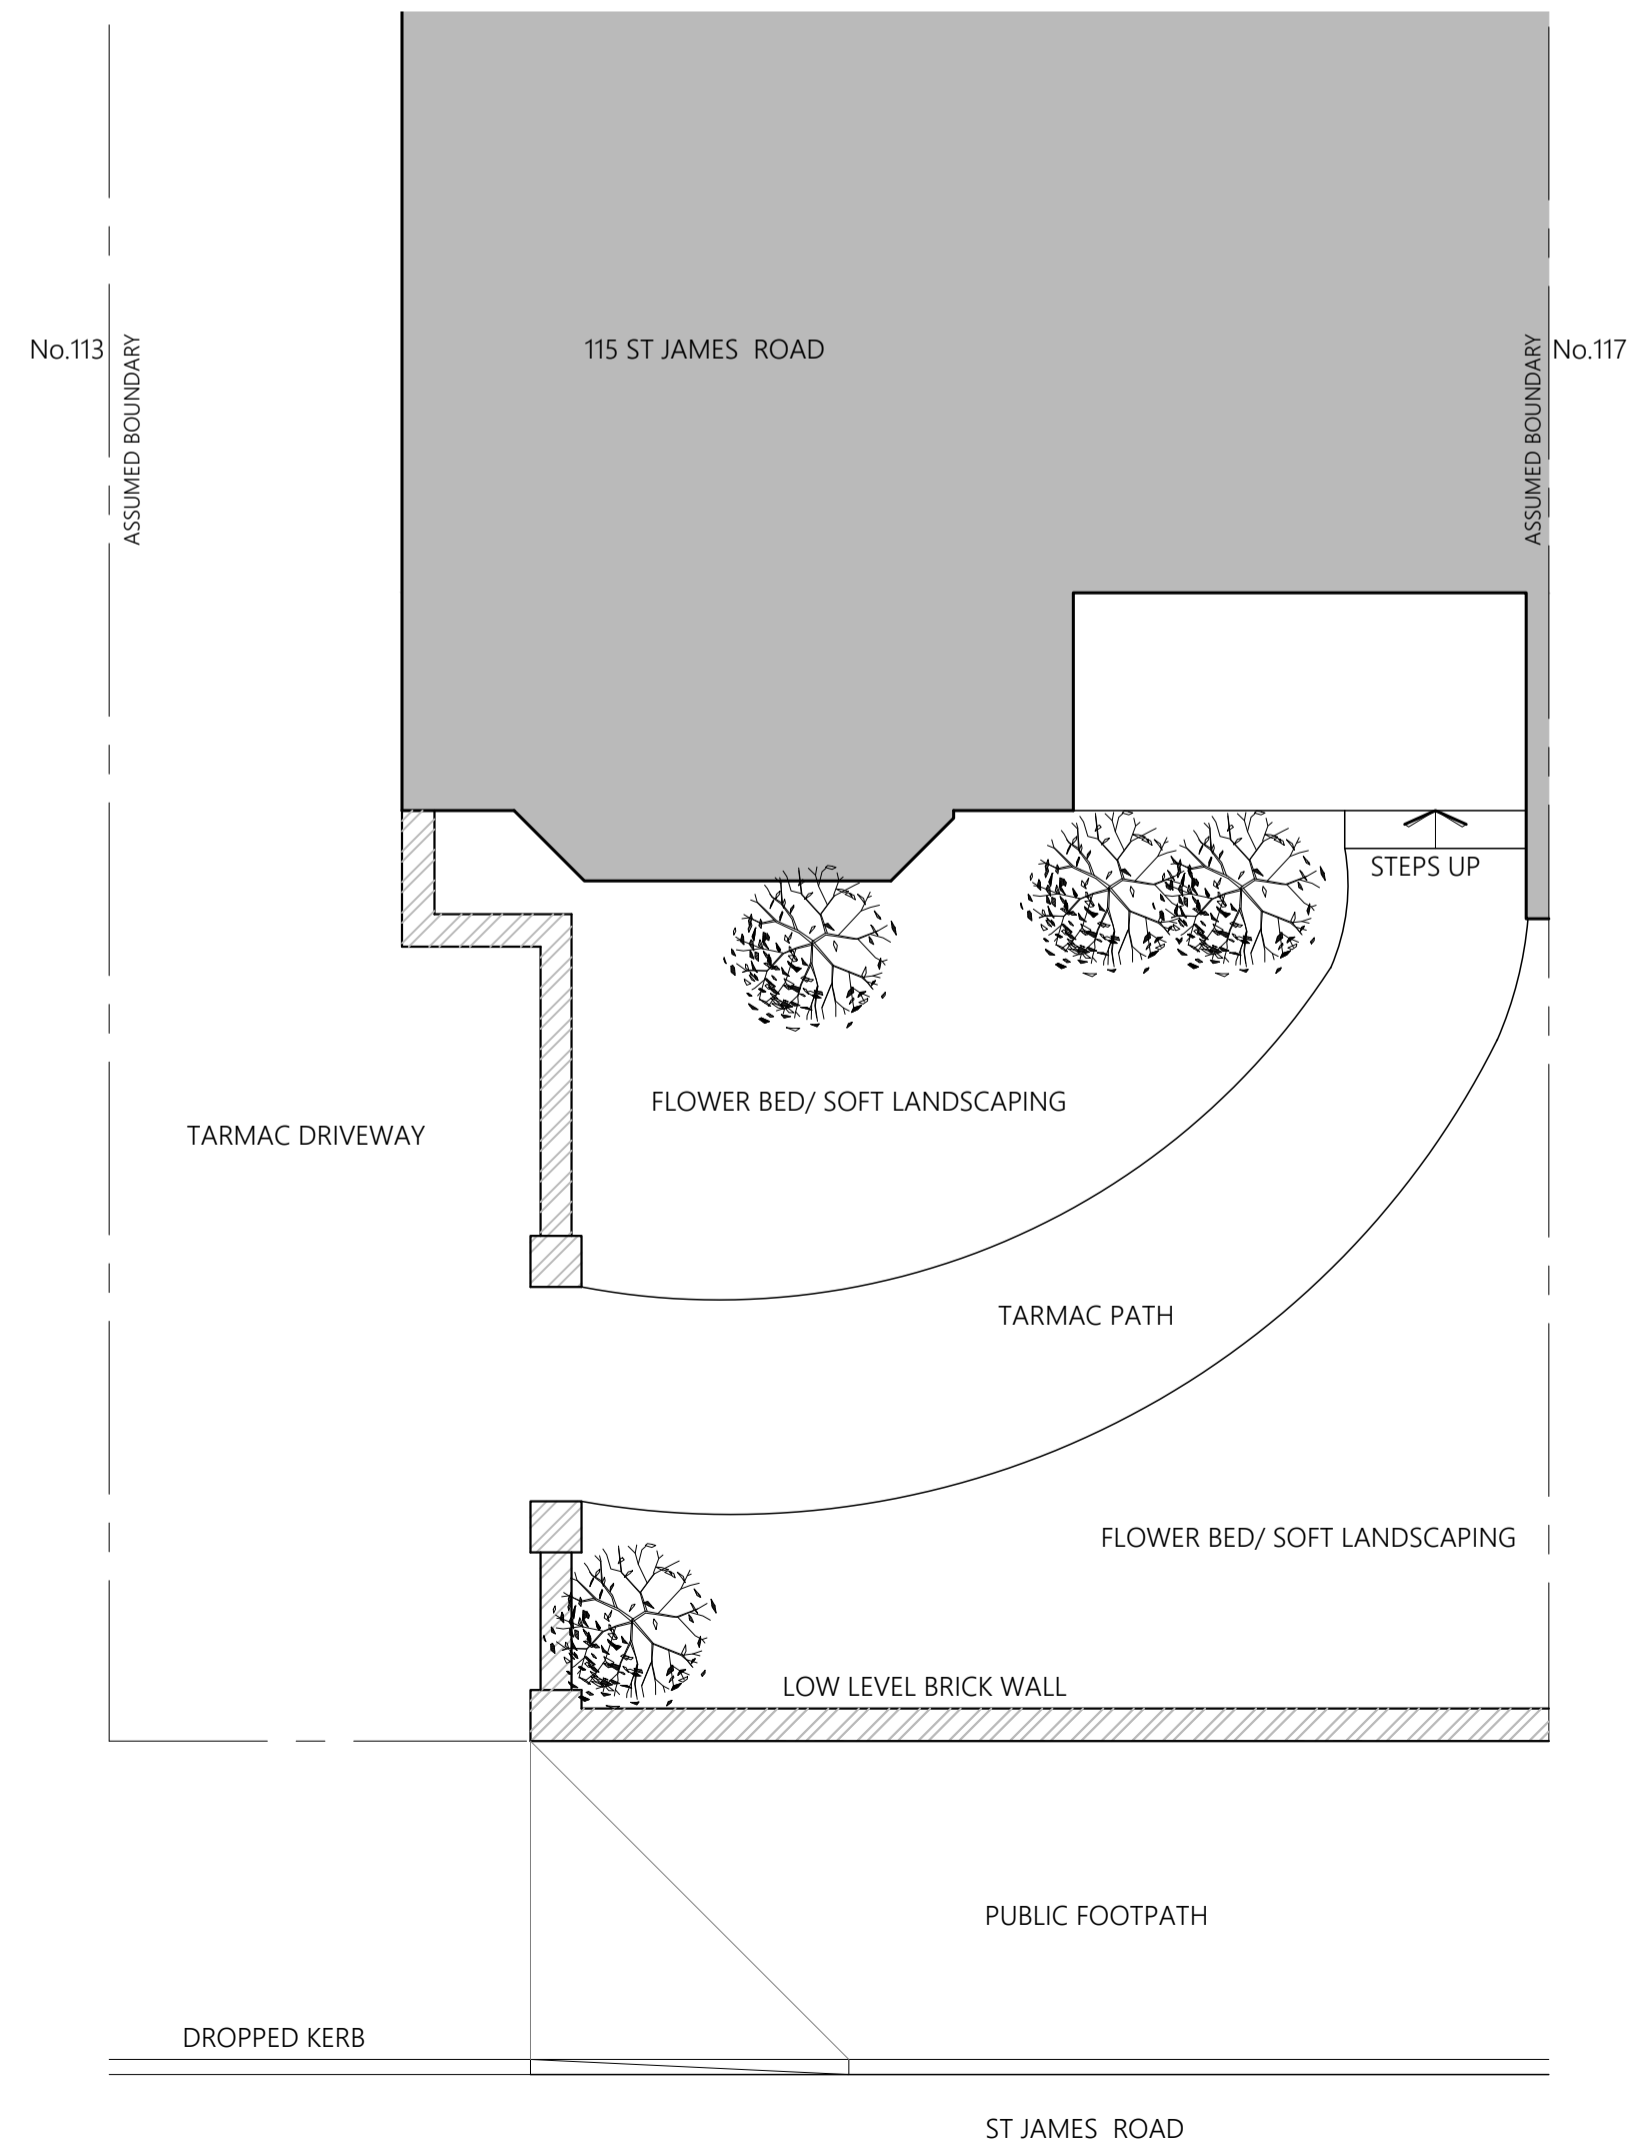 No.113
ASSUMED BOUNDARY
115 ST JAMES  ROAD
ASSUMED BOUNDARY
No.117
STEPS UP
FLOWER BED/ SOFT LANDSCAPING
TARMAC DRIVEWAY
TARMAC PATH
FLOWER BED/ SOFT LANDSCAPING
LOW LEVEL BRICK WALL
PUBLIC FOOTPATH
DROPPED KERB
ST JAMES  ROAD